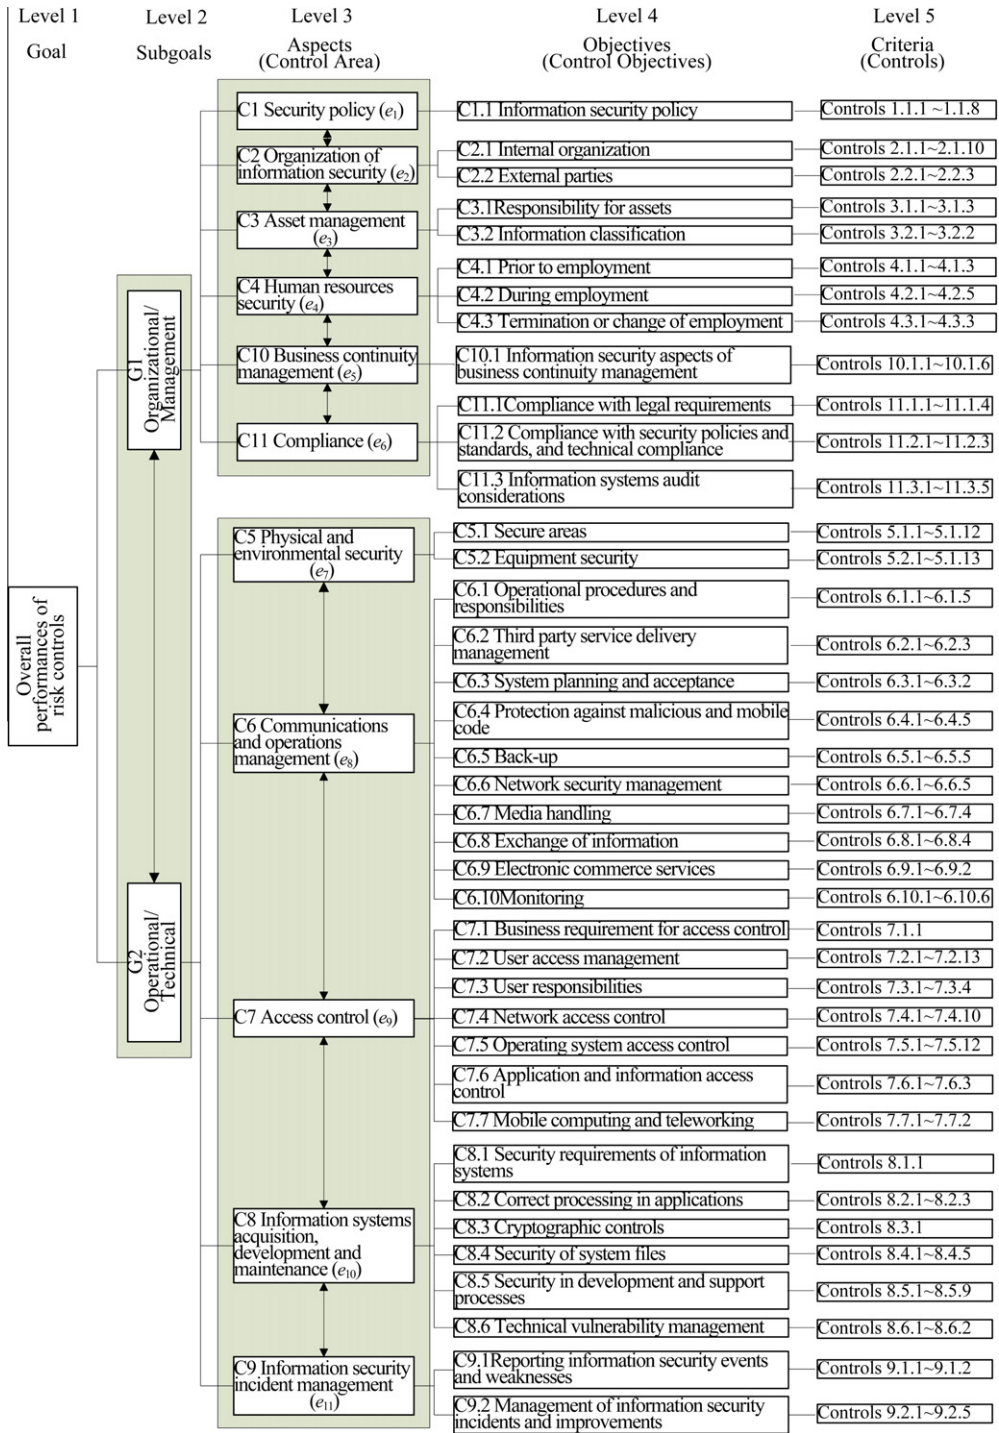 Level 1
Level 2
Level 3
Level 4
Level 5
Goal
Subgoals
Aspects
(Control Area)
Objectives
(Control Objectives)
Criteria
(Controls)
Overall
performances of
risk controls
G1
Organizational/
Management
C1 Security policy (e1)
C1.1 Information security policy
Controls 1.1.1 ~1.1.8
C2 Organization of
information security (e2)
C2.1 Internal organization
Controls 2.1.1~2.1.10
C2.2 External parties
Controls 2.2.1~2.2.3
C3 Asset management
(e3)
C3.1Responsibility for assets
Controls 3.1.1~3.1.3
C3.2 Information classification
Controls 3.2.1~3.2.2
C4 Human resources
security (e4)
C4.1 Prior to employment
Controls 4.1.1~4.1.3
C4.2 During employment
Controls 4.2.1~4.2.5
C4.3 Termination or change of employment
Controls 4.3.1~4.3.3
C10 Business continuity
management (e5)
C10.1 Information security aspects of
business continuity management
Controls 10.1.1~10.1.6
C11 Compliance (e6)
C11.1Compliance with legal requirements
Controls 11.1.1~11.1.4
C11.2 Compliance with security policies and
standards, and technical compliance
Controls 11.2.1~11.2.3
C11.3 Information systems audit
considerations
Controls 11.3.1~11.3.5
G2
Operational/
Technical
C5 Physical and
environmental security
(e7)
C5.1 Secure areas
Controls 5.1.1~5.1.12
C5.2 Equipment security
Controls 5.2.1~5.1.13
C6 Communications
and operations
management (e8)
C6.1 Operational procedures and
responsibilities
Controls 6.1.1~6.1.5
C6.2 Third party service delivery
management
Controls 6.2.1~6.2.3
C6.3 System planning and acceptance
Controls 6.3.1~6.3.2
C6.4 Protection against malicious and mobile
code
Controls 6.4.1~6.4.5
C6.5 Back-up
Controls 6.5.1~6.5.5
C6.6 Network security management
Controls 6.6.1~6.6.5
C6.7 Media handling
Controls 6.7.1~6.7.4
C6.8 Exchange of information
Controls 6.8.1~6.8.4
C6.9 Electronic commerce services
Controls 6.9.1~6.9.2
C6.10Monitoring
Controls 6.10.1~6.10.6
C7 Access control (e9)
C7.1 Business requirement for access control
Controls 7.1.1
C7.2 User access management
Controls 7.2.1~7.2.13
C7.3 User responsibilities
Controls 7.3.1~7.3.4
C7.4 Network access control
Controls 7.4.1~7.4.10
C7.5 Operating system access control
Controls 7.5.1~7.5.12
C7.6 Application and information access
control
Controls 7.6.1~7.6.3
C7.7 Mobile computing and teleworking
Controls 7.7.1~7.7.2
C8 Information systems
acquisition,
development and
maintenance (e10)
C8.1 Security requirements of information
systems
Controls 8.1.1
C8.2 Correct processing in applications
Controls 8.2.1~8.2.3
C8.3 Cryptographic controls
Controls 8.3.1
C8.4 Security of system files
Controls 8.4.1~8.4.5
C8.5 Security in development and support
processes
Controls 8.5.1~8.5.9
C8.6 Technical vulnerability management
Controls 8.6.1~8.6.2
C9 Information security
incident management
(e11)
C9.1Reporting information security events
and weaknesses
Controls 9.1.1~9.1.2
C9.2 Management of information security
incidents and improvements
Controls 9.2.1~9.2.5